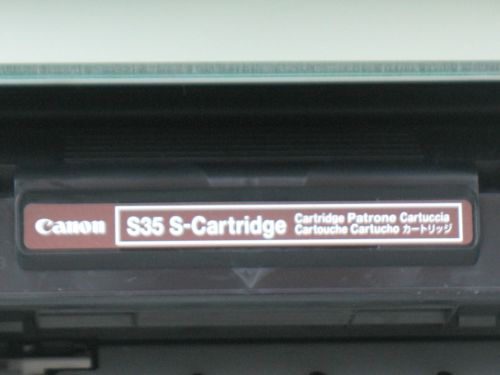 Canon S35 S-Cartridge
Cartridge Patrone Cartuccia
Cartouche Cartucho カートリッジ